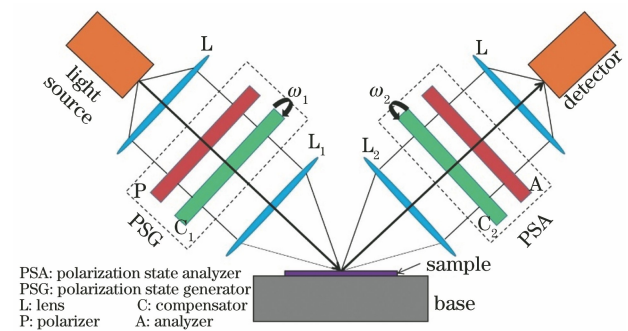 light
source
L
ω1
P
C1
PSG
L1
L2
ω2
L
detector
A
C2
PSA
sample
base
PSA: polarization state analyzer
PSG: polarization state generator
L: lens C: compensator
P: polarizer A: analyzer